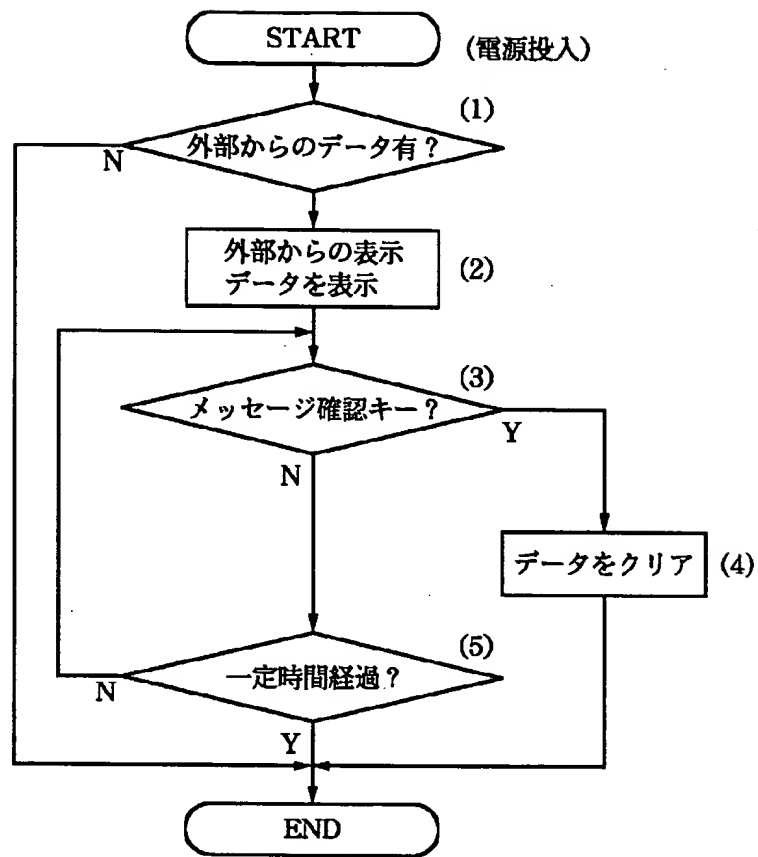 START
(電源投入)
(1)
外部からのデータ有？
N
外部からの表示
データを表示
(2)
(3)
メッセージ確認キー？
Y
N
データをクリア
(4)
(5)
一定時間経過？
N
Y
END